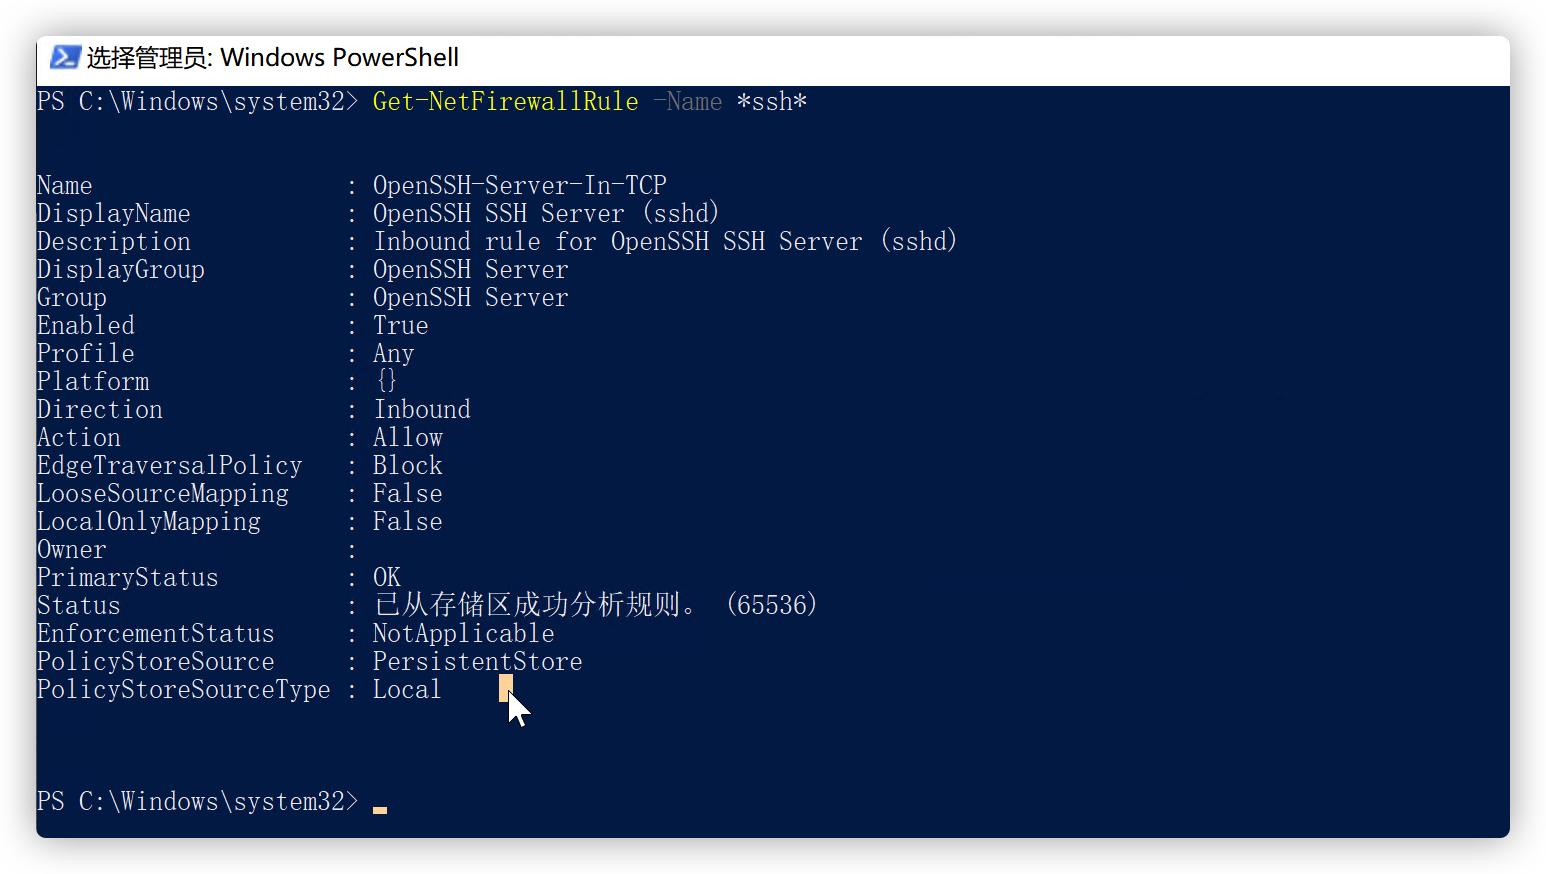 选择管理员: Windows PowerShell
PS C:\Windows\system32> Get-NetFirewallRule -Name *ssh*
Name                  : OpenSSH-Server-In-TCP
DisplayName           : OpenSSH SSH Server (sshd)
Description           : Inbound rule for OpenSSH SSH Server (sshd)
DisplayGroup          : OpenSSH Server
Group                 : OpenSSH Server
Enabled               : True
Profile               : Any
Platform              : {}
Direction             : Inbound
Action                : Allow
EdgeTraversalPolicy   : Block
LooseSourceMapping    : False
LocalOnlyMapping      : False
Owner                 :
PrimaryStatus         : OK
Status                : 已从存储区成功分析规则。 (65536)
EnforcementStatus     : NotApplicable
PolicyStoreSource     : PersistentStore
PolicyStoreSourceType : Local
PS C:\Windows\system32>